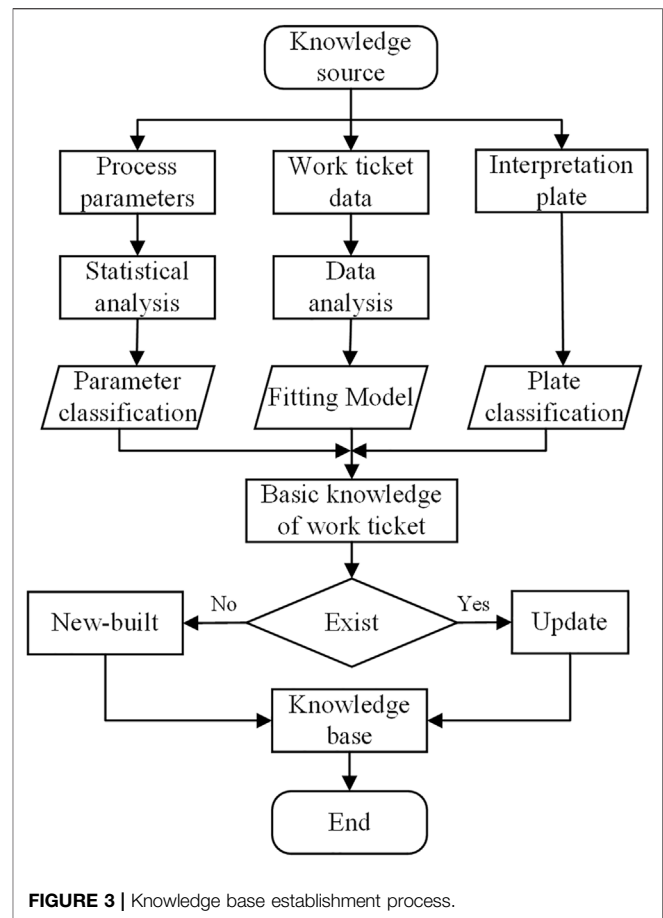 Knowledge
source
Process
parameters
Work ticket
data
Interpretation
plate
Statistical
analysis
Data
analysis
Parameter
classification
Fitting Model
Plate
classification
Basic knowledge
of work ticket
No
Yes
New-built
Exist
Update
Knowledge
base
End
FIGURE 3 | Knowledge base establishment process.